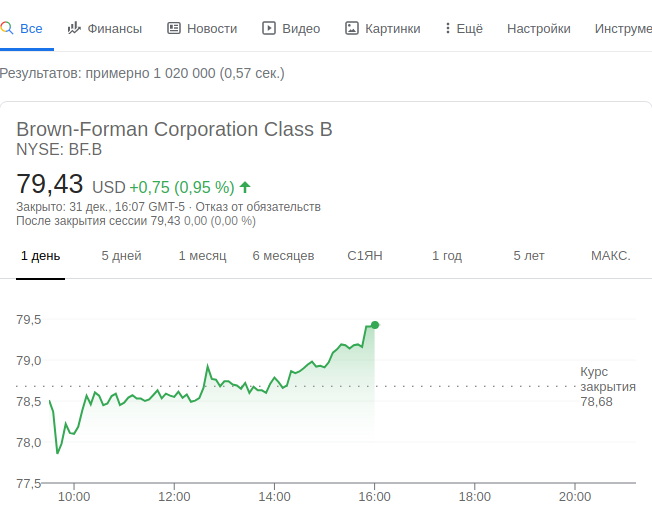 Все Финансы Новости Видео Картинки Ещё Настройки Инструме
Результатов: примерно 1 020 000 (0,57 сек.)
Brown-Forman Corporation Class B
NYSE: BF.B
79,43 USD +0,75 (0,95 %)
Закрыто: 31 дек., 16:07 GMT-5 · Отказ от обязательств
После закрытия сессии 79,43 0,00 (0,00 %)
1 день 5 дней 1 месяц 6 месяцев С1ЯН 1 год 5 лет МАКС.
79,5
79,0
78,5
78,0
77,5
Курс
закрытия
78,68
10:00 12:00 14:00 16:00 18:00 20:00